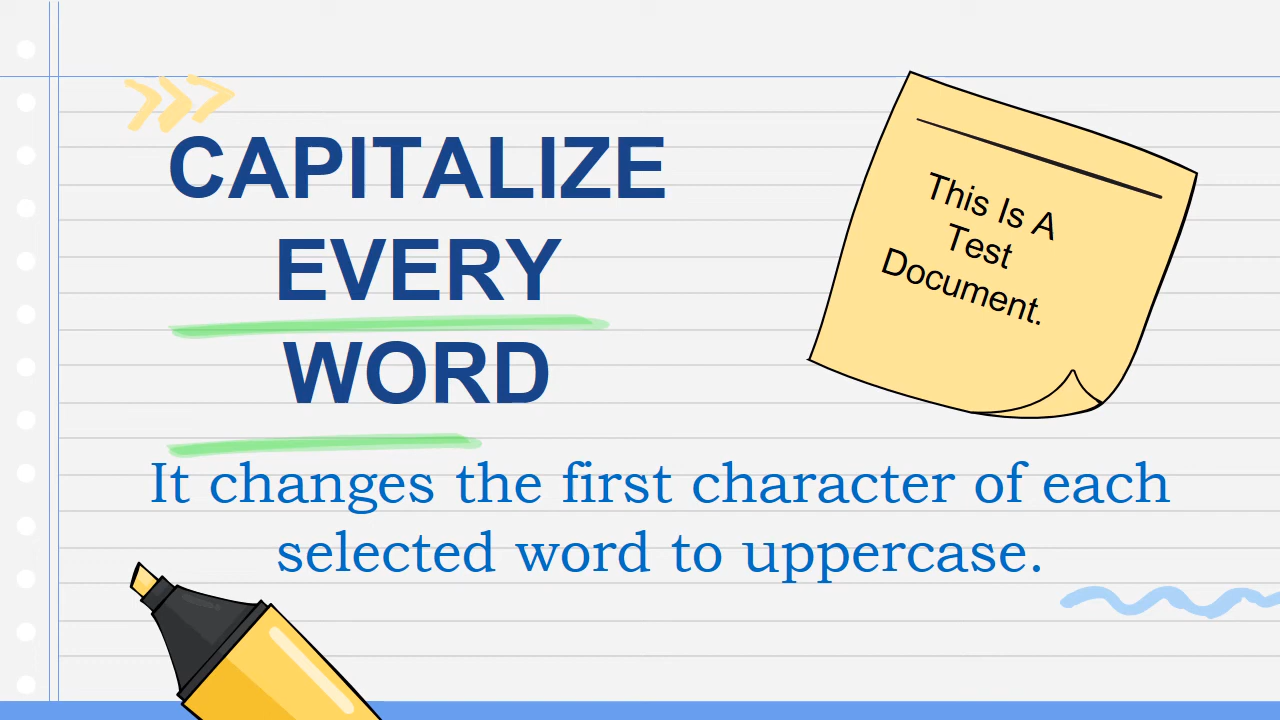 CAPITALIZE
EVERY
WORD
This Is A
Test
Document.
It changes the first character of each
selected word to uppercase.